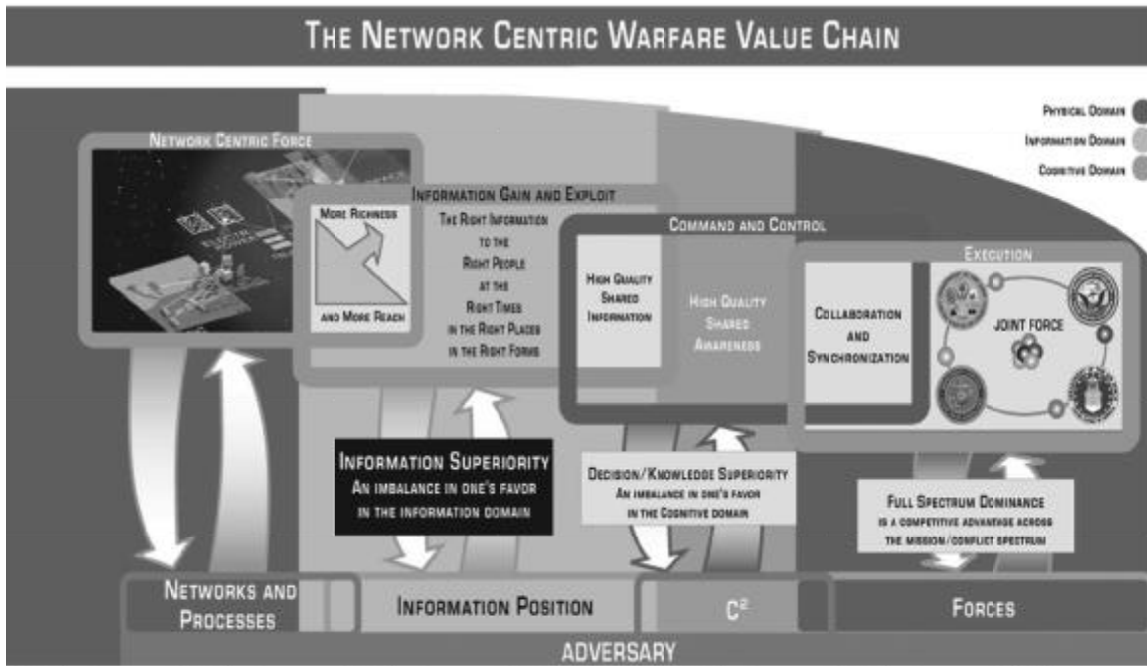 THE NETWORK CENTRIC WARFARE VALUE CHAIN
PHYSICAL DOMAIN
INFORMATION DOMAIN
COGNITIVE DOMAIN
NETWORK CENTRIC FORCE
MORE RICHNESS
AND MORE REACH
INFORMATION GAIN AND EXPLOIT
THE RIGHT INFORMATION
TO THE
RIGHT PEOPLE
AT THE
RIGHT TIMES
IN THE RIGHT PLACES
IN THE RIGHT FORMS
COMMAND AND CONTROL
HIGH QUALITY
SHARED
INFORMATION
HIGH QUALITY
SHARED
AWARENESS
EXECUTION
COLLABORATION
AND
SYNCHRONIZATION
JOINT FORCE
INFORMATION SUPERIORITY
AN IMBALANCE IN ONE'S FAVOR
IN THE INFORMATION DOMAIN
DECISION/KNOWLEDGE SUPERIORITY
AN IMBALANCE IN ONE'S FAVOR
IN THE COGNITIVE DOMAIN
FULL SPECTRUM DOMINANCE
IS A COMPETITIVE ADVANTAGE ACROSS
THE MISSION/CONFLICT SPECTRUM
NETWORKS AND
PROCESSES
INFORMATION POSITION
C²
FORCES
ADVERSARY